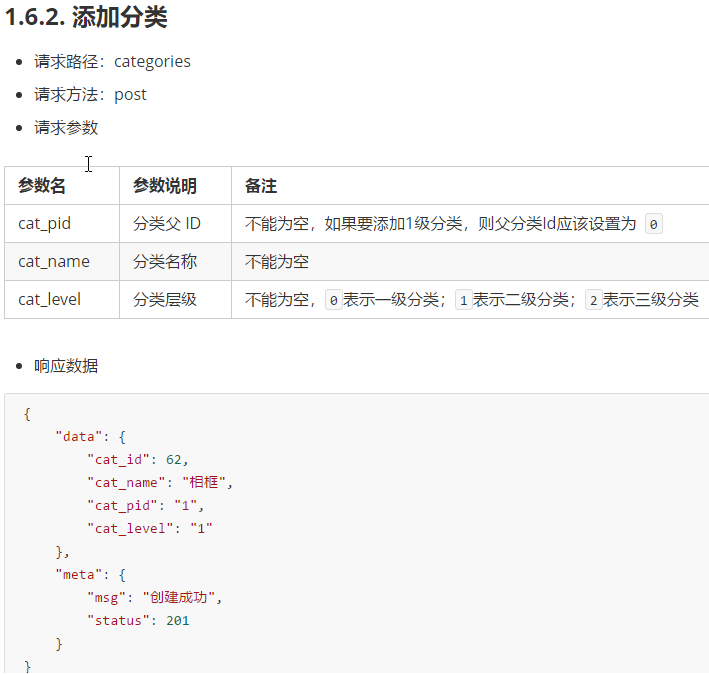 1.6.2. 添加分类
请求路径：categories
请求方法：post
请求参数
参数名 参数说明 备注
cat_pid 分类父 ID 不能为空，如果要添加1级分类，则父分类Id应该设置为 0
cat_name 分类名称 不能为空
cat_level 分类层级 不能为空，0表示一级分类；1表示二级分类；2表示三级分类
响应数据
{
"data": {
"cat_id": 62,
"cat_name": "相框",
"cat_pid": "1",
"cat_level": "1"
},
"meta": {
"msg": "创建成功",
"status": 201
}
}